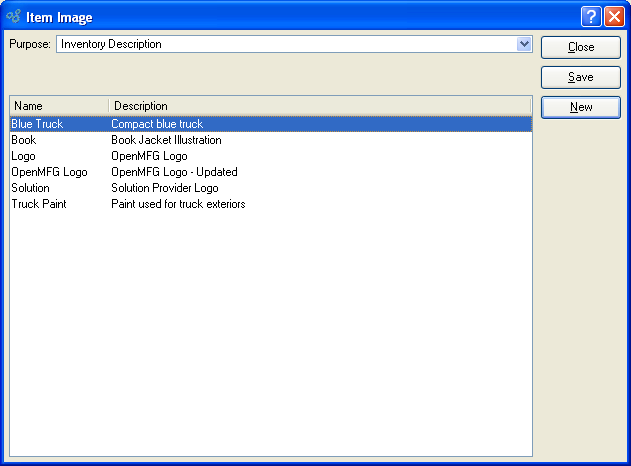 Item Image
?
Purpose: Inventory Description
Close
Save
New
Name Description
Blue Truck Compact blue truck
Book Book Jacket Illustration
Logo OpenMFG Logo
OpenMFG Logo OpenMFG Logo - Updated
Solution Solution Provider Logo
Truck Paint Paint used for truck exteriors